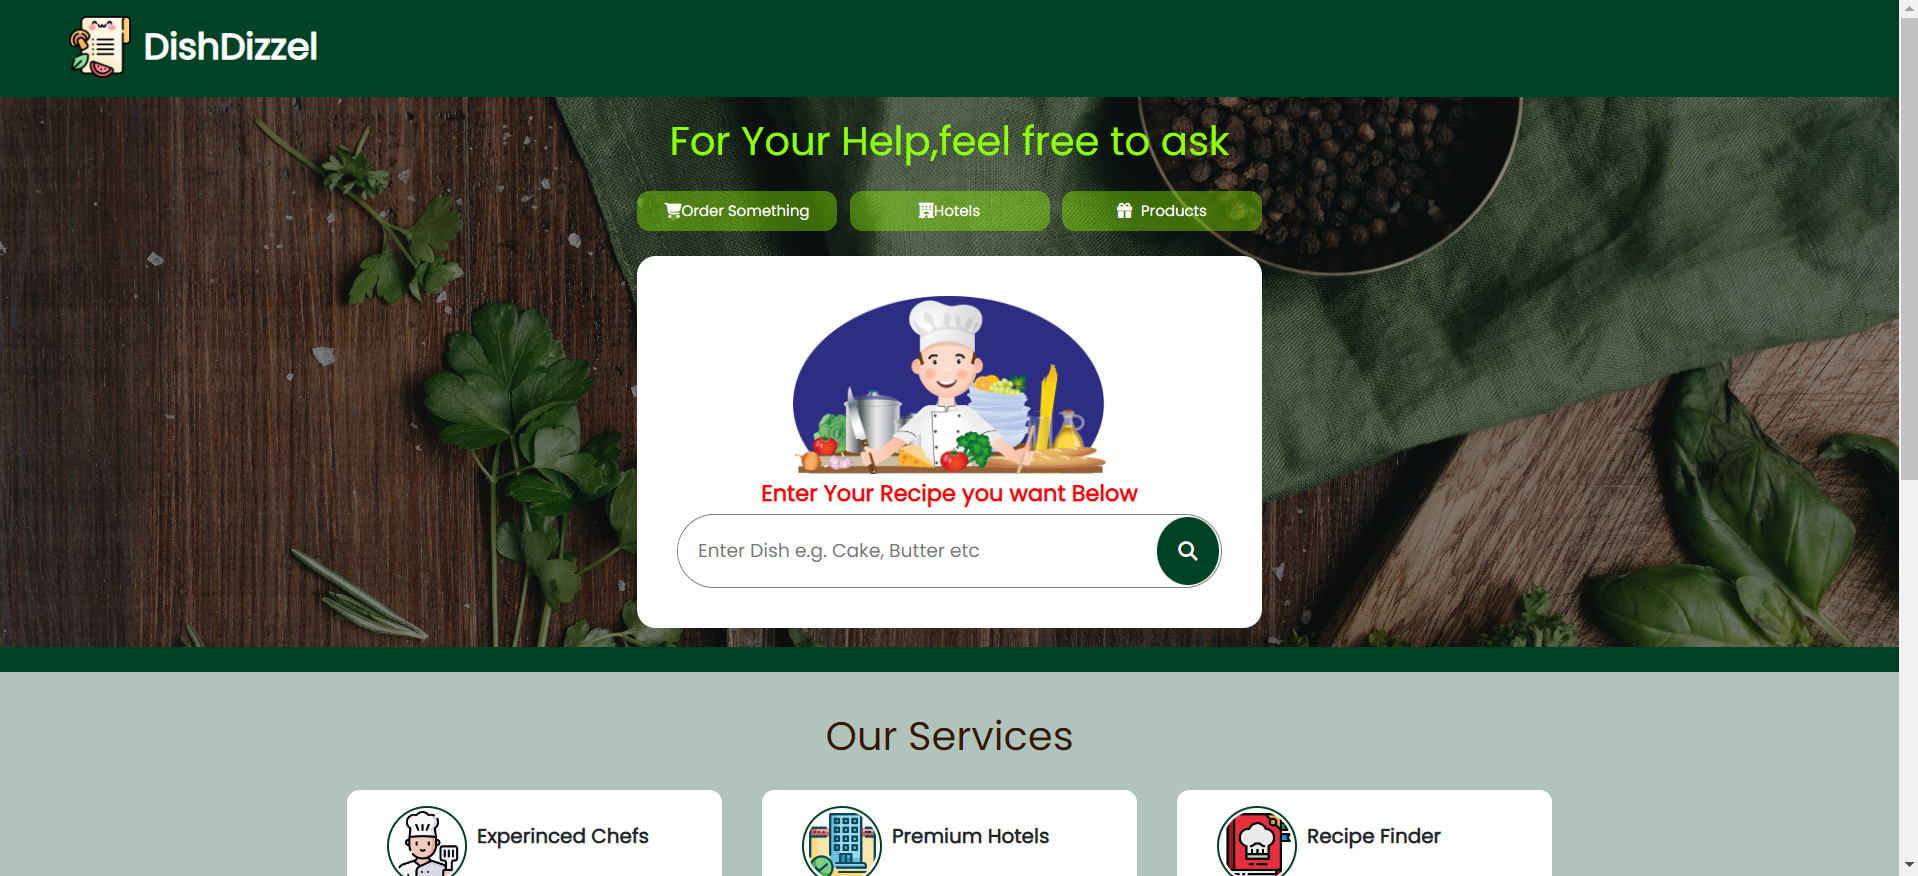 DishDizzel
For Your Help,feel free to ask
Order Something
Hotels
Products
Enter Your Recipe you want Below
Enter Dish e.g. Cake, Butter etc
Our Services
Experinced Chefs
Premium Hotels
Recipe Finder